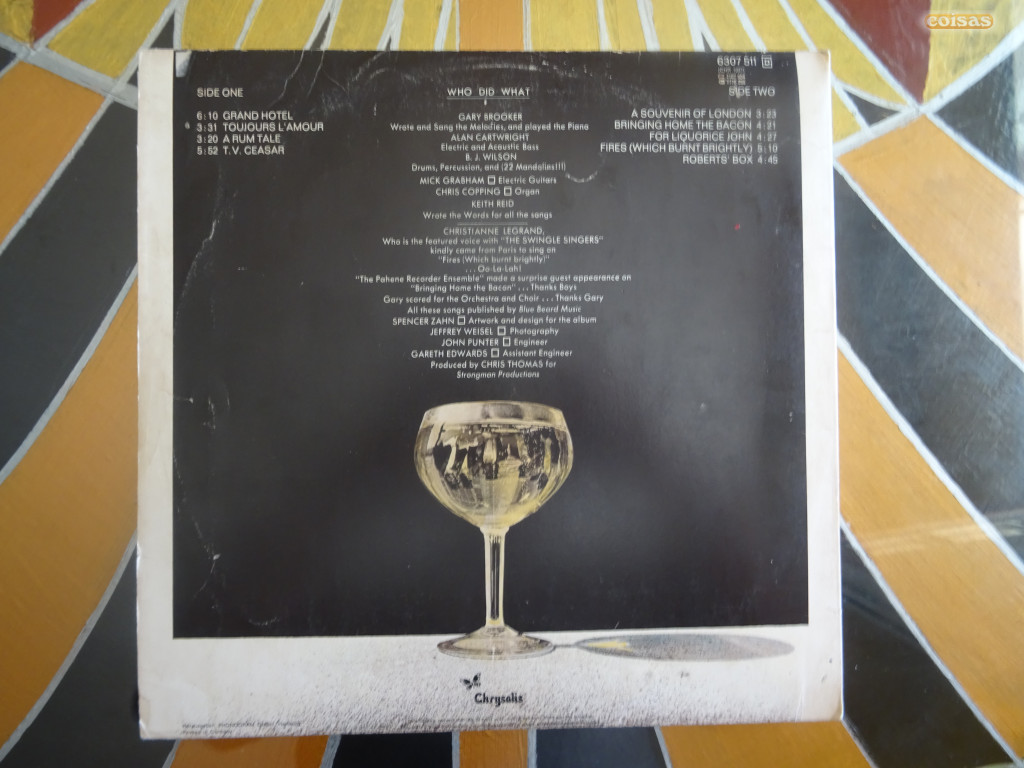 coisas
6307 511
SIDE ONE
6:10 GRAND HOTEL
3:31 TOUJOURS L'AMOUR
3:20 A RUM TALE
5:52 T.V. CEASAR
WHO DID WHAT
GARY BROOKER
Wrote and Sang the Melodies, and played the Piano
ALAN CARTWRIGHT
Electric and Acoustic Bass
B. J. WILSON
Drums, Percussion, and (22 Mandolins!!!)
MICK GRABHAM Electric Guitars
CHRIS COPPING Organ
KEITH REID
Wrote the Words for all the songs
CHRISTIANNE LEGRAND,
Who is the featured voice with "THE SWINGLE SINGERS"
kindly came from Paris to sing on
"Fires (Which burnt brightly)"
... Oo-La-Lah!
"The Pahene Recorder Ensemble" made a surprise guest appearance on
"Bringing Home the Bacon" ... Thanks Boys
Gary scored for the Orchestra and Choir ... Thanks Gary
All these songs published by Blue Beard Music
SPENCER ZAHN Artwork and design for the album
JEFFREY WEISEL Photography
JOHN PUNTER Engineer
GARETH EDWARDS Assistant Engineer
Produced by CHRIS THOMAS for
Strongman Productions
SIDE TWO
A SOUVENIR OF LONDON 3:23
BRINGING HOME THE BACON 4:21
FOR LIQUORICE JOHN 4:27
FIRES (WHICH BURNT BRIGHTLY) 5:10
ROBERTS' BOX 4:45
Chrysalis